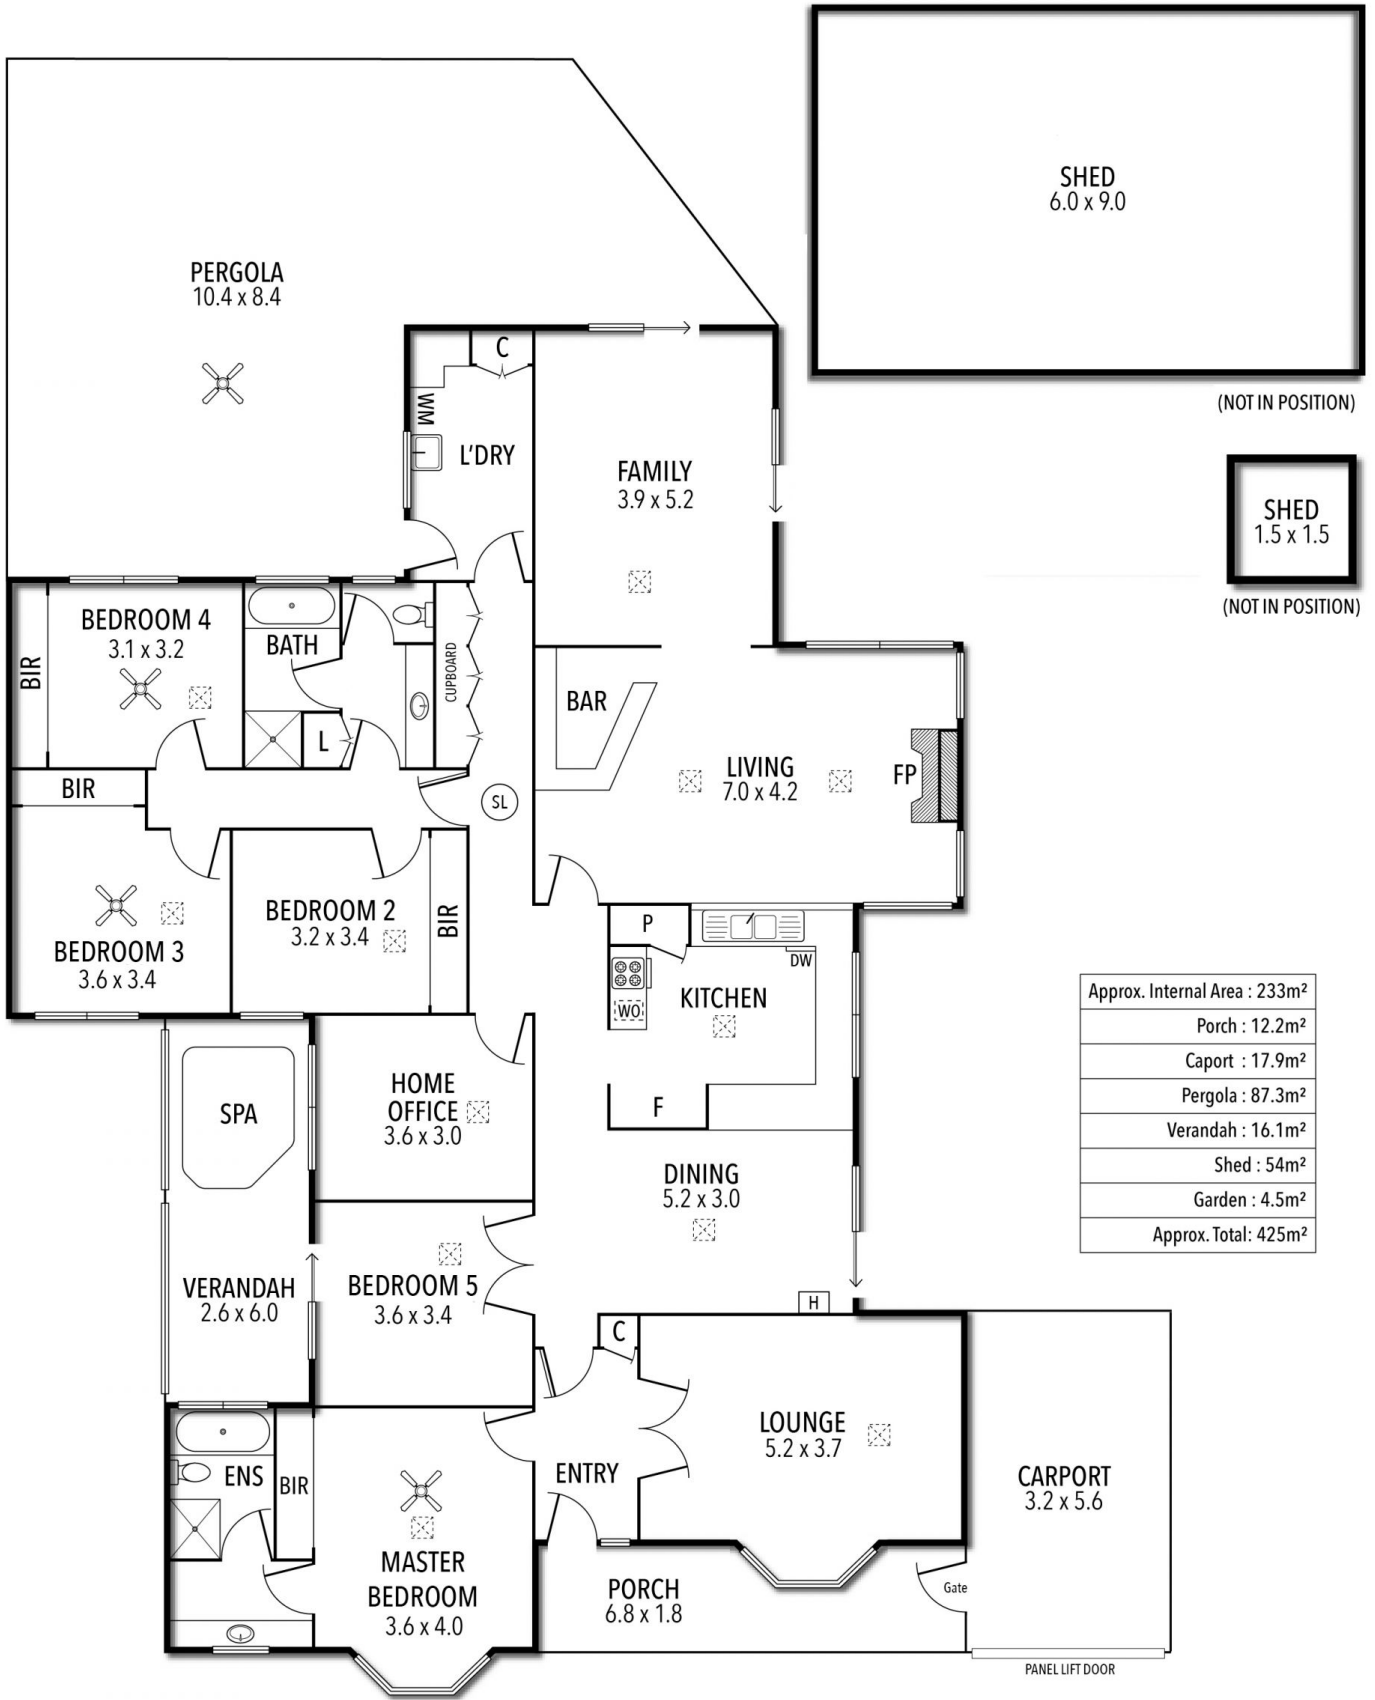 SHED
6.0 x 9.0
(NOT IN POSITION)
PERGOLA
10.4 x 8.4
C
WM
L'DRY
FAMILY
3.9 x 5.2
SHED
1.5 x 1.5
(NOT IN POSITION)
BEDROOM 4
3.1 x 3.2
BIR
BATH
L
CUPBOARD
BAR
LIVING
7.0 x 4.2
FP
BIR
SL
BEDROOM 3
3.6 x 3.4
BEDROOM 2
3.2 x 3.4
BIR
P
DW
WO
KITCHEN
F
Approx. Internal Area : 233m²
Porch : 12.2m²
Caport : 17.9m²
Pergola : 87.3m²
Verandah : 16.1m²
Shed : 54m²
Garden : 4.5m²
Approx. Total: 425m²
SPA
HOME
OFFICE
3.6 x 3.0
DINING
5.2 x 3.0
VERANDAH
2.6 x 6.0
BEDROOM 5
3.6 x 3.4
H
C
LOUNGE
5.2 x 3.7
ENS
BIR
ENTRY
CARPORT
3.2 x 5.6
MASTER
BEDROOM
3.6 x 4.0
PORCH
6.8 x 1.8
Gate
PANEL LIFT DOOR